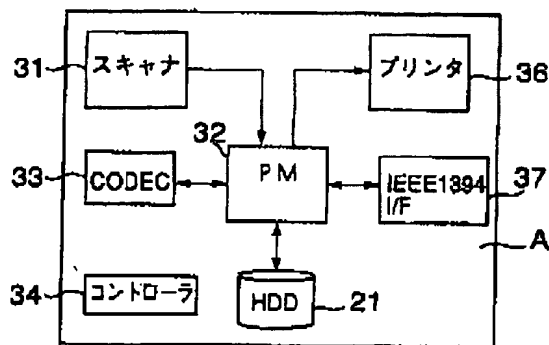 31
スキャナ
プリンタ
36
32
PM
33
CODEC
IEEE1394
I/F
37
A
34
コントローラ
HDD
21